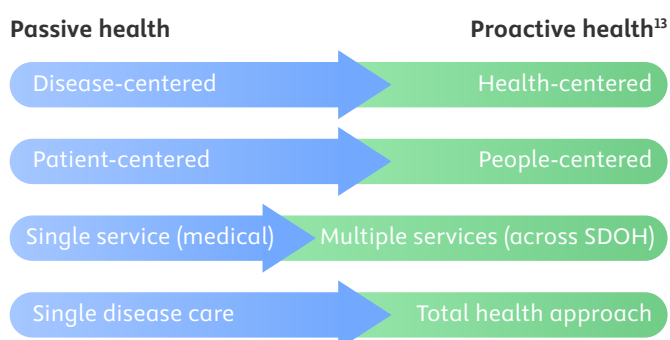 Passive health Proactive health¹³
Disease-centered Health-centered
Patient-centered People-centered
Single service (medical) Multiple services (across SDOH)
Single disease care Total health approach